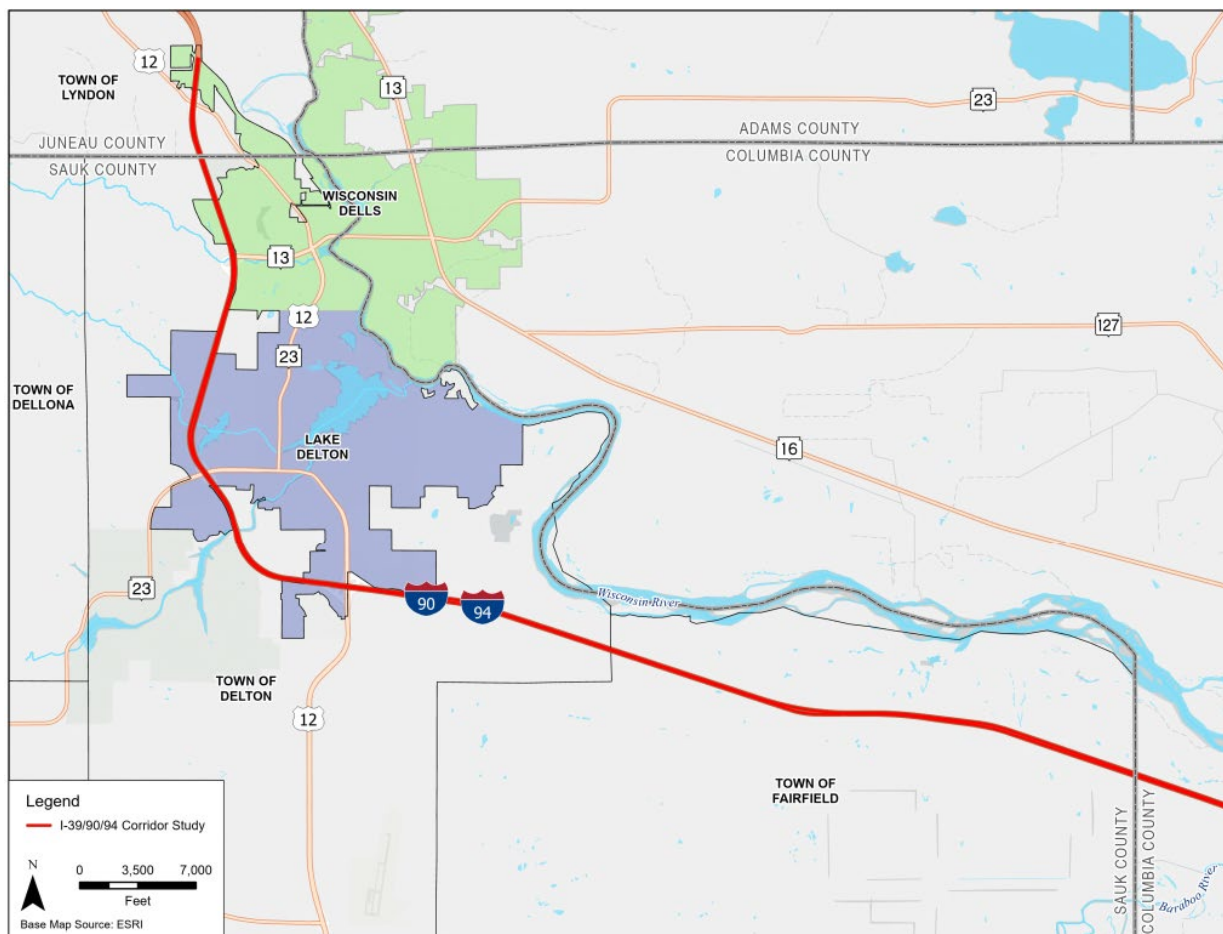 12
TOWN OF
LYNDON
13
23
JUNEAU COUNTY
SAUK COUNTY
ADAMS COUNTY
COLUMBIA COUNTY
WISCONSIN
DELLS
13
12
23
127
TOWN OF
DELLONA
LAKE
DELTON
16
23
90
94
Wisconsin River
TOWN OF
DELTON
12
TOWN OF
FAIRFIELD
SAUK COUNTY
COLUMBIA COUNTY
Baraboo River
Legend
I-39/90/94 Corridor Study
N
0 3,500 7,000
Feet
Base Map Source: ESRI